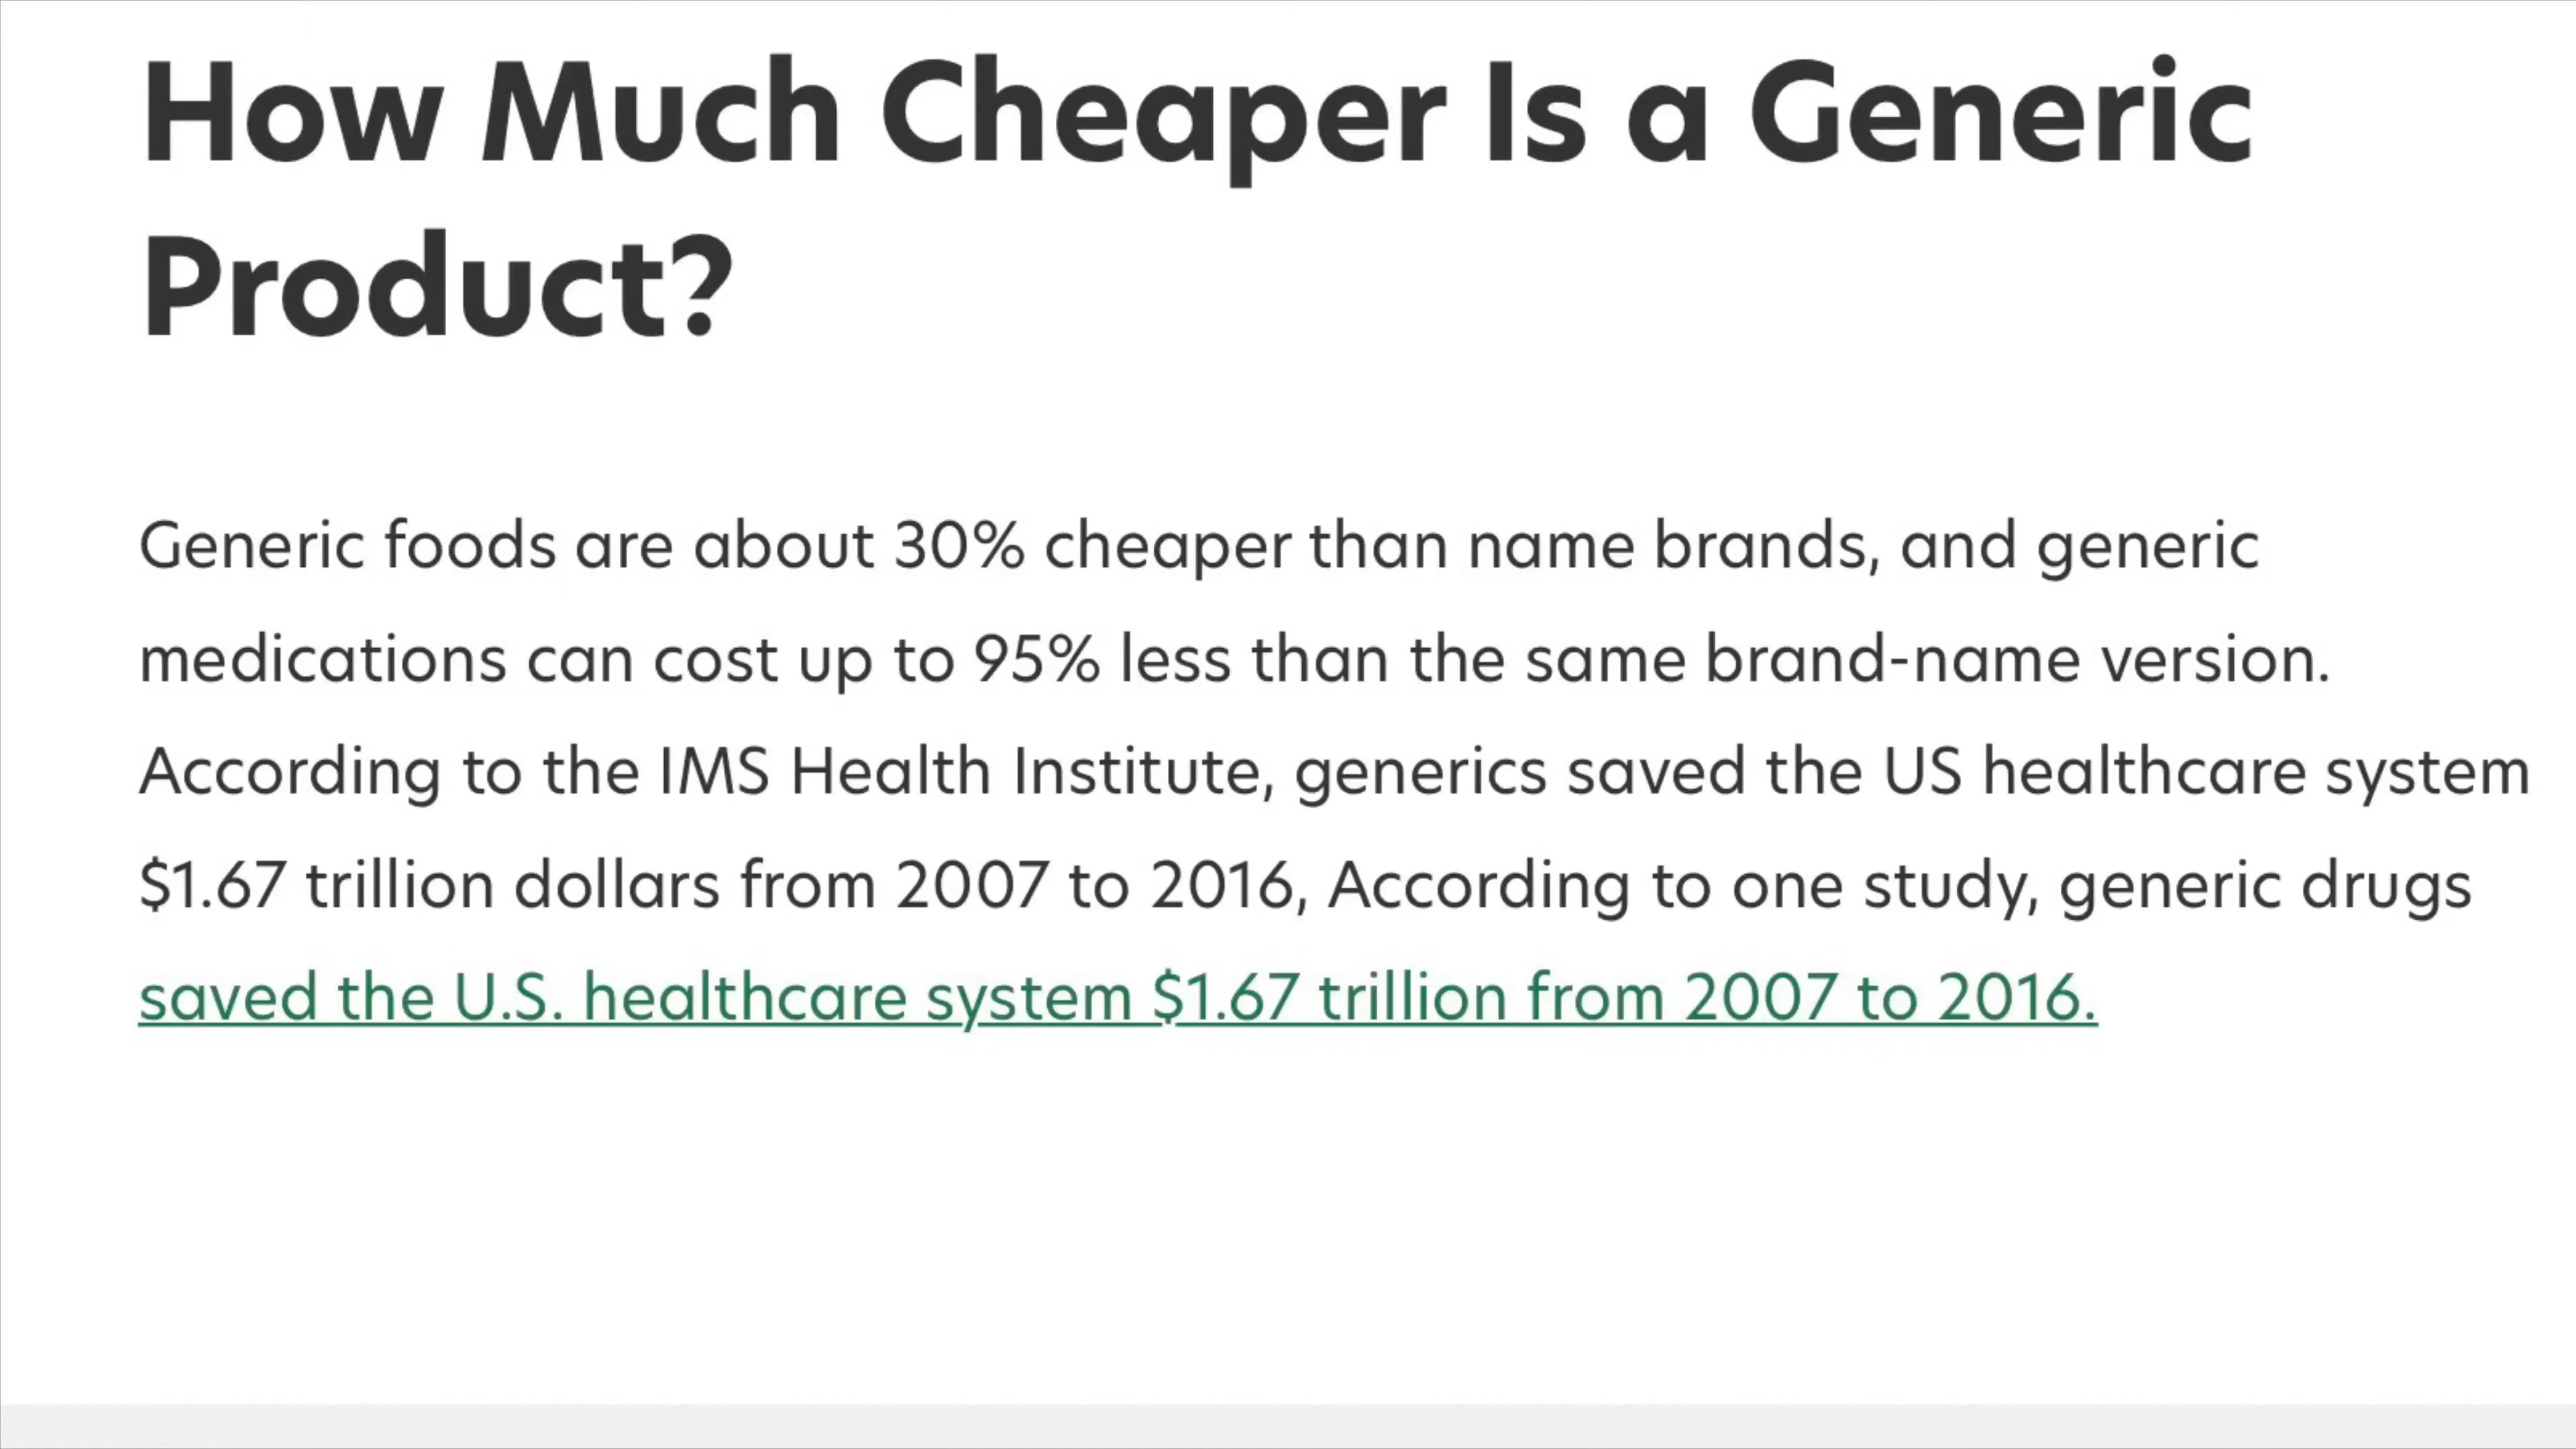 How Much Cheaper Is a Generic
Product?
Generic foods are about 30% cheaper than name brands, and generic
medications can cost up to 95% less than the same brand-name version.
According to the IMS Health Institute, generics saved the US healthcare system
$1.67 trillion dollars from 2007 to 2016, According to one study, generic drugs
saved the U.S. healthcare system $1.67 trillion from 2007 to 2016.